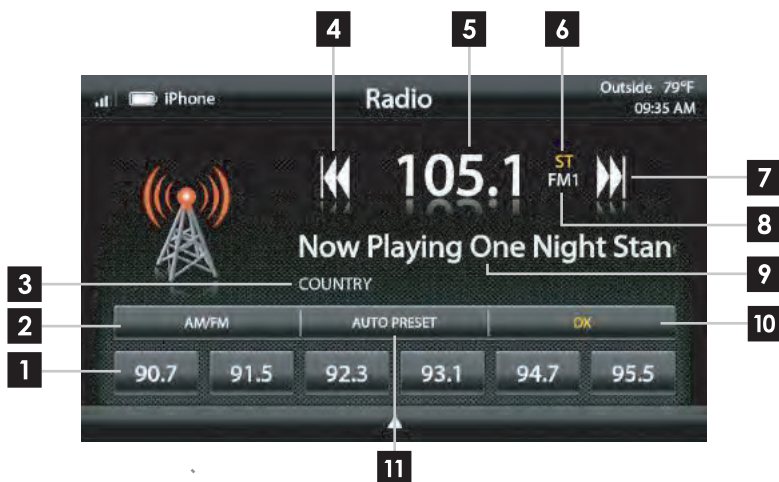 4 5 6
iPhone Radio Outside 79°F
09:35 AM
105.1 ST
FM1
7
8
Now Playing One Night Stan
9
3 COUNTRY
2 AM/FM AUTO PRESET DX 10
1 90.7 91.5 92.3 93.1 94.7 95.5
11